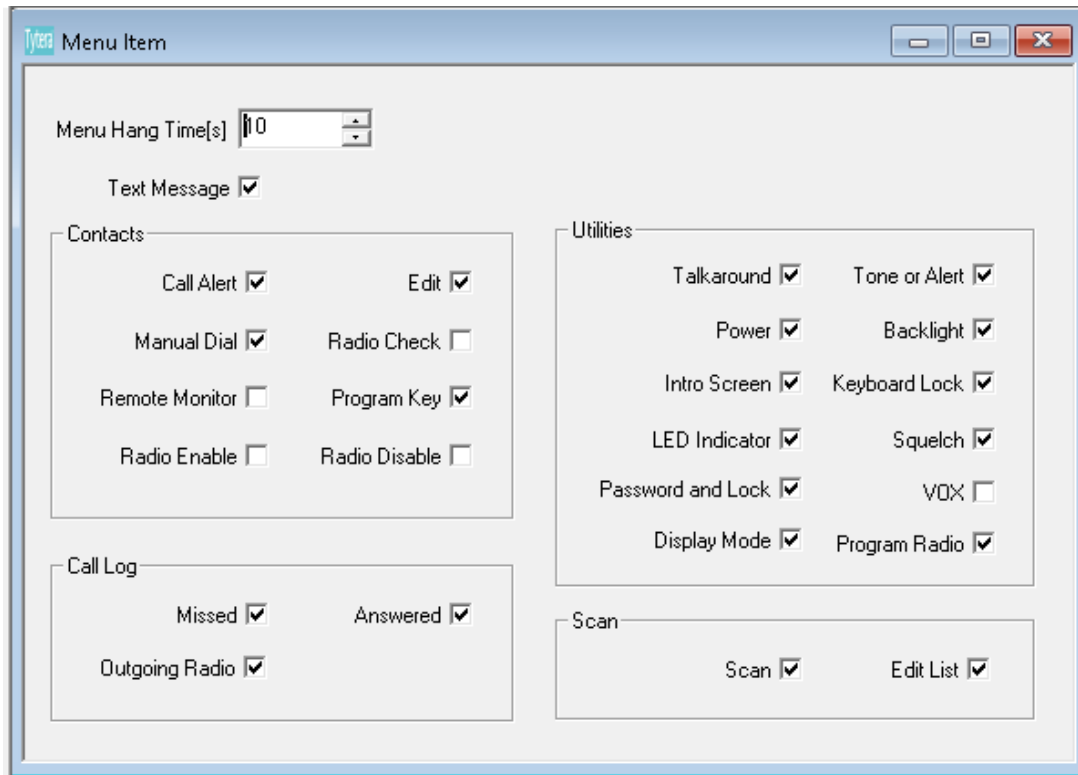 Tytera Menu Item
Menu Hang Time[s] 10
Text Message
Contacts
Call Alert Edit
Manual Dial Radio Check
Remote Monitor Program Key
Radio Enable Radio Disable
Call Log
Missed Answered
Outgoing Radio
Utilities
Talkaround Tone or Alert
Power Backlight
Intro Screen Keyboard Lock
LED Indicator Squelch
Password and Lock VOX
Display Mode Program Radio
Scan
Scan Edit List